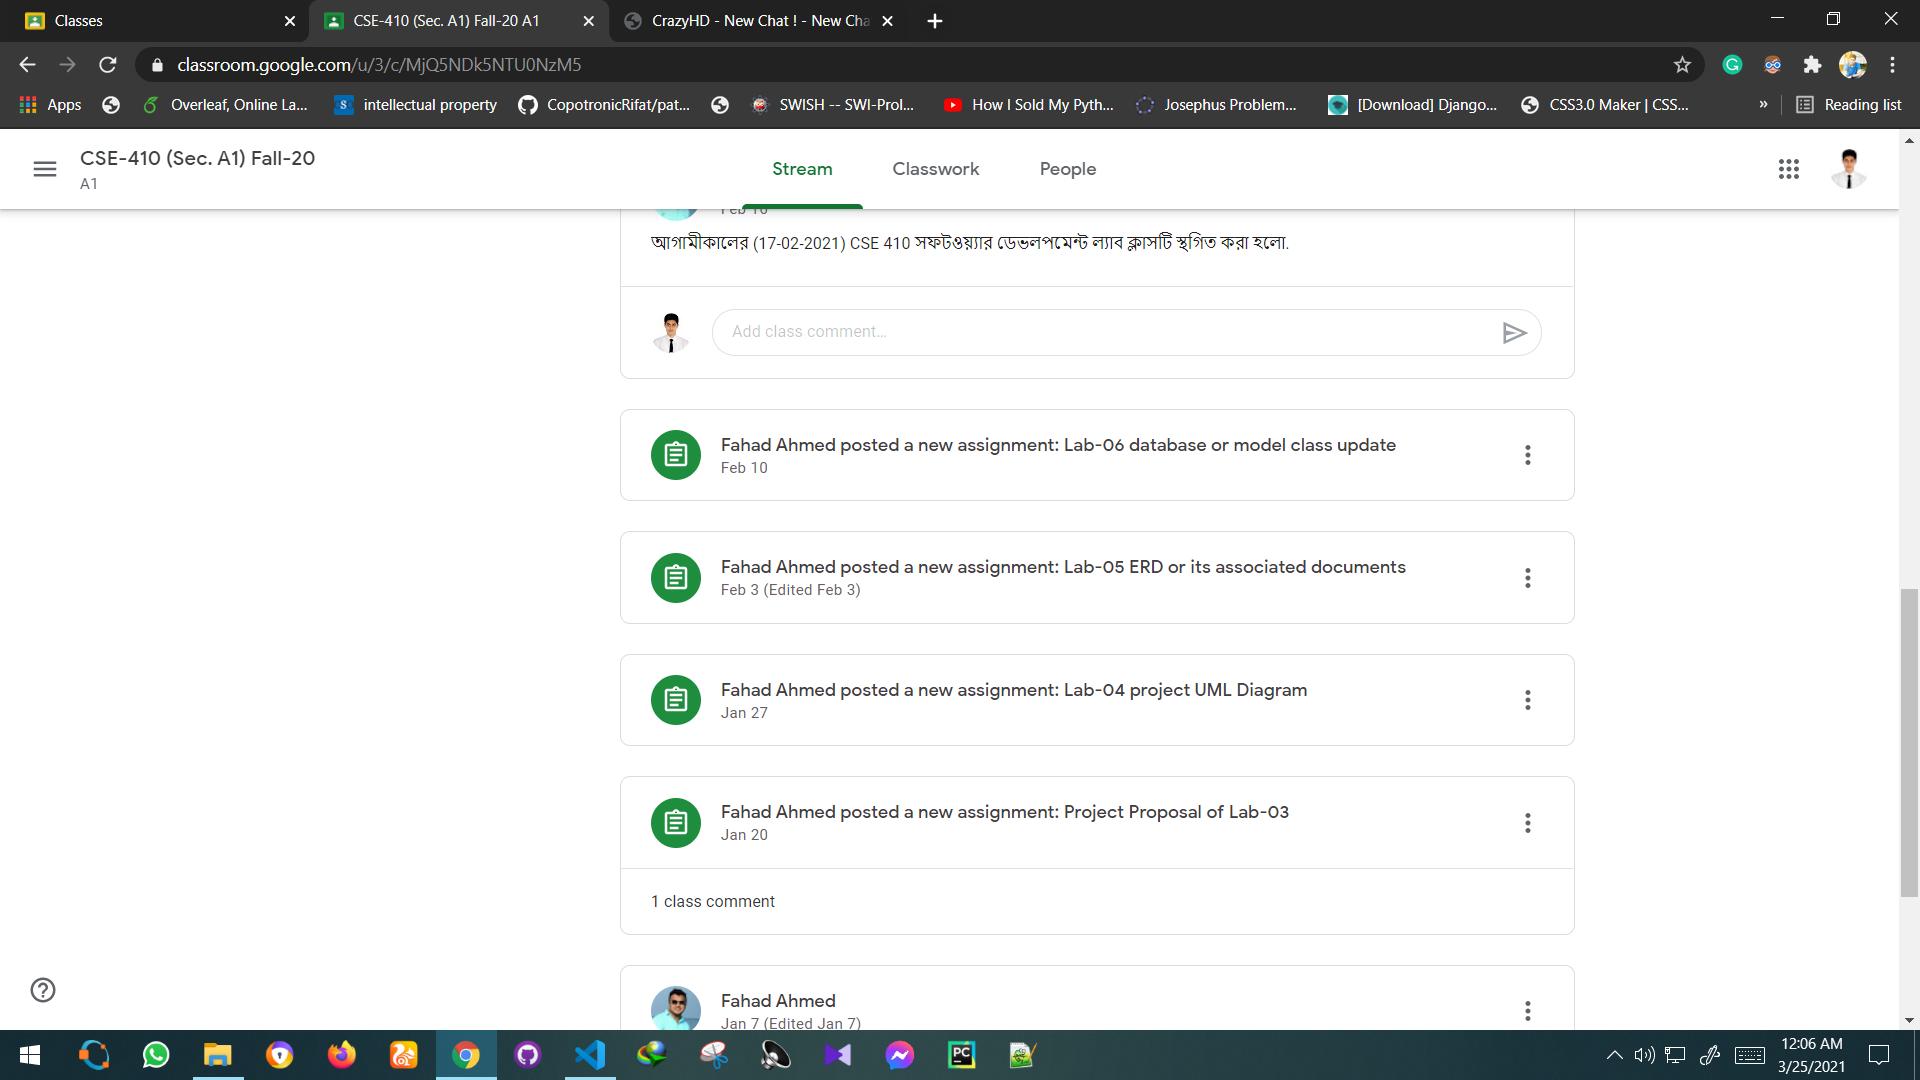 Classes
CSE-410 (Sec. A1) Fall-20 A1
CrazyHD - New Chat ! - New Cha
classroom.google.com/u/3/c/MjQ5NDk5NTU0NzM5
Apps
Overleaf, Online La...
intellectual property
CopotronicRifat/pat...
SWISH -- SWI-Prol...
How I Sold My Pyth...
Josephus Problem...
[Download] Django...
CSS3.0 Maker | CSS...
»
Reading list
CSE-410 (Sec. A1) Fall-20
A1
Stream
Classwork
People
Feb 16
আগামীকালের (17-02-2021) CSE 410 সফটওয়্যার ডেভলপমেন্ট ল্যাব ক্লাসটি স্থগিত করা হলো.
Add class comment...
Fahad Ahmed posted a new assignment: Lab-06 database or model class update
Feb 10
Fahad Ahmed posted a new assignment: Lab-05 ERD or its associated documents
Feb 3 (Edited Feb 3)
Fahad Ahmed posted a new assignment: Lab-04 project UML Diagram
Jan 27
Fahad Ahmed posted a new assignment: Project Proposal of Lab-03
Jan 20
1 class comment
Fahad Ahmed
Jan 7 (Edited Jan 7)
12:06 AM
3/25/2021